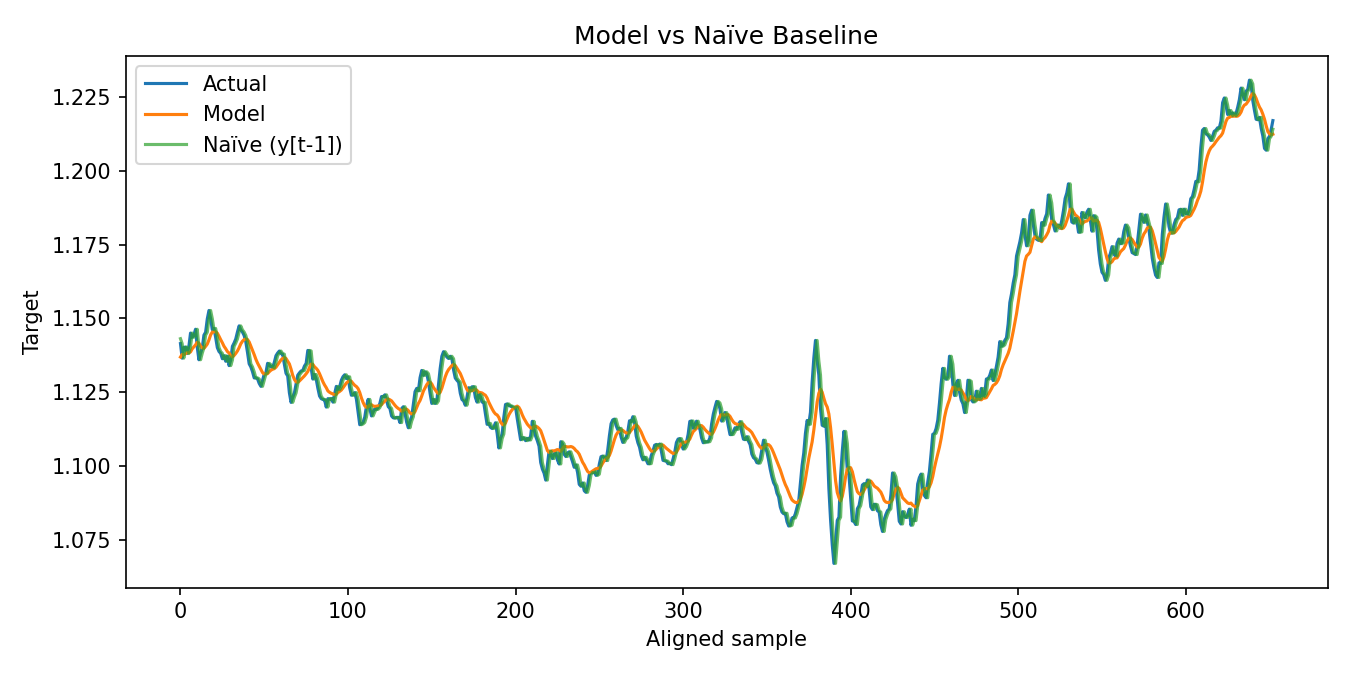 Model vs Naïve Baseline
Actual
Model
Naïve (y[t-1])
1.225
1.200
1.175
1.150
1.125
1.100
1.075
Target
0
100
200
300
400
500
600
Aligned sample